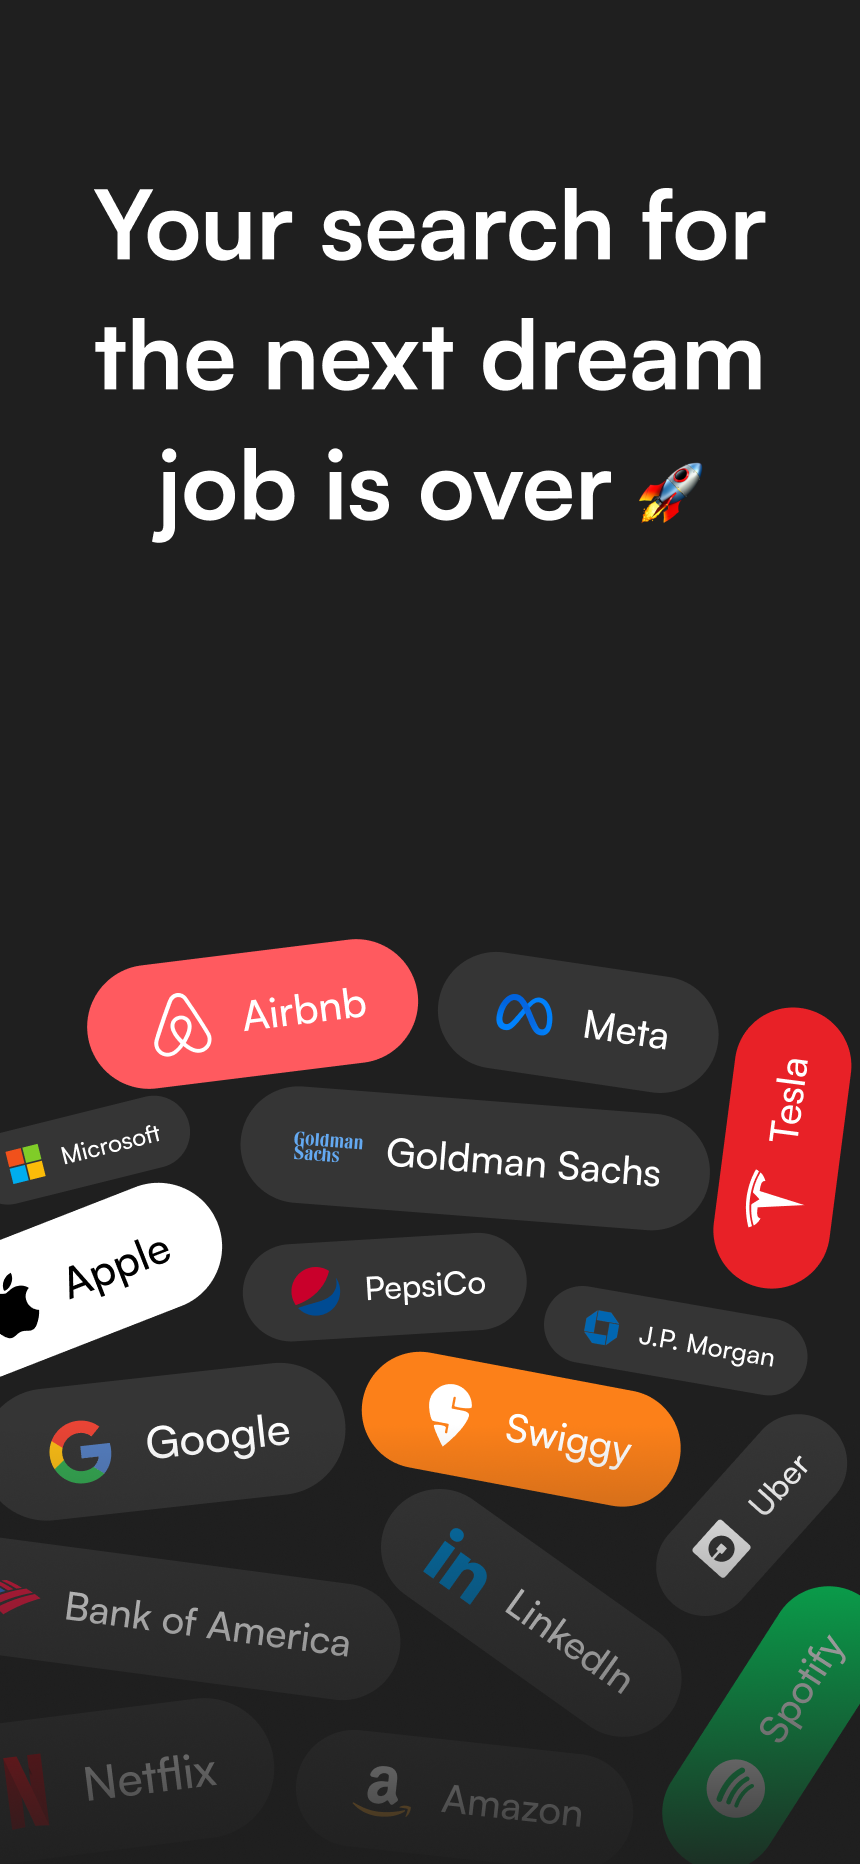 Your search for
the next dream
job is over
Airbnb
Meta
Tesla
Microsoft
Goldman
Sachs
Goldman Sachs
Apple
PepsiCo
J.P. Morgan
Google
Swiggy
Uber
in
LinkedIn
Bank of America
Spotify
Netflix
a
Amazon